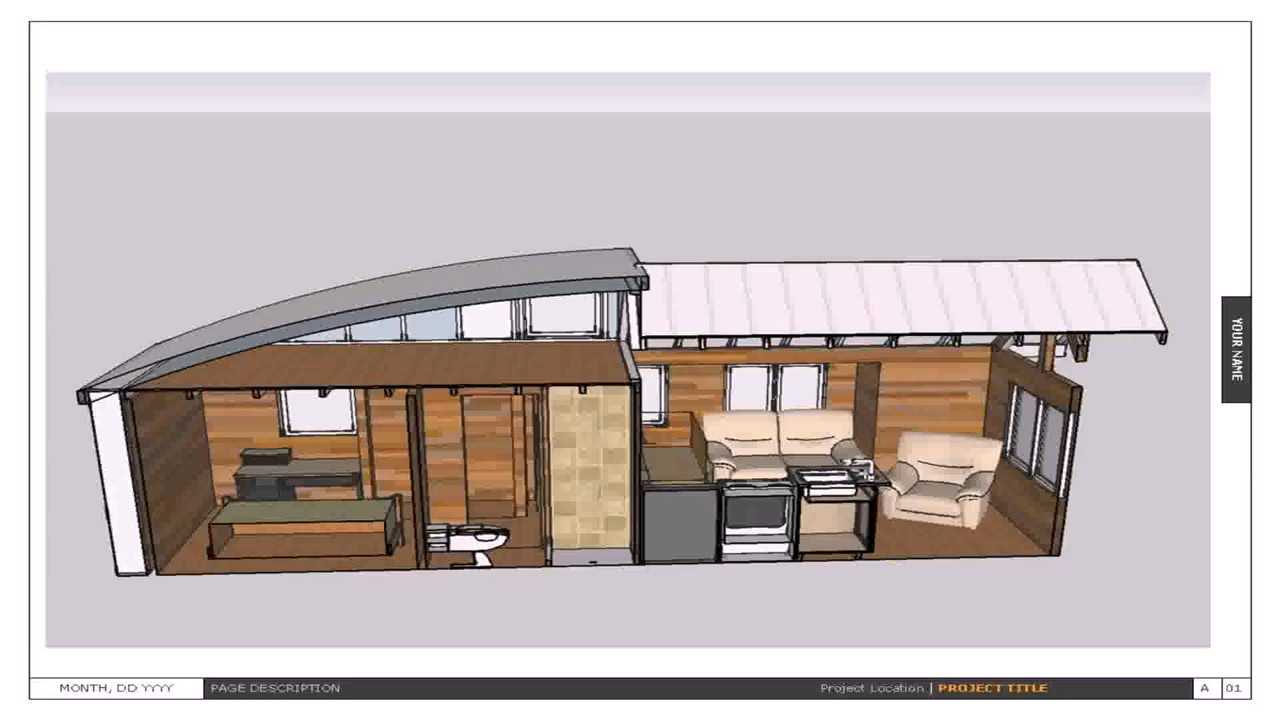 YOUR NAME
MONTH, DD YYYY
PAGE DESCRIPTION
Project Location | PROJECT TITLE
A 01